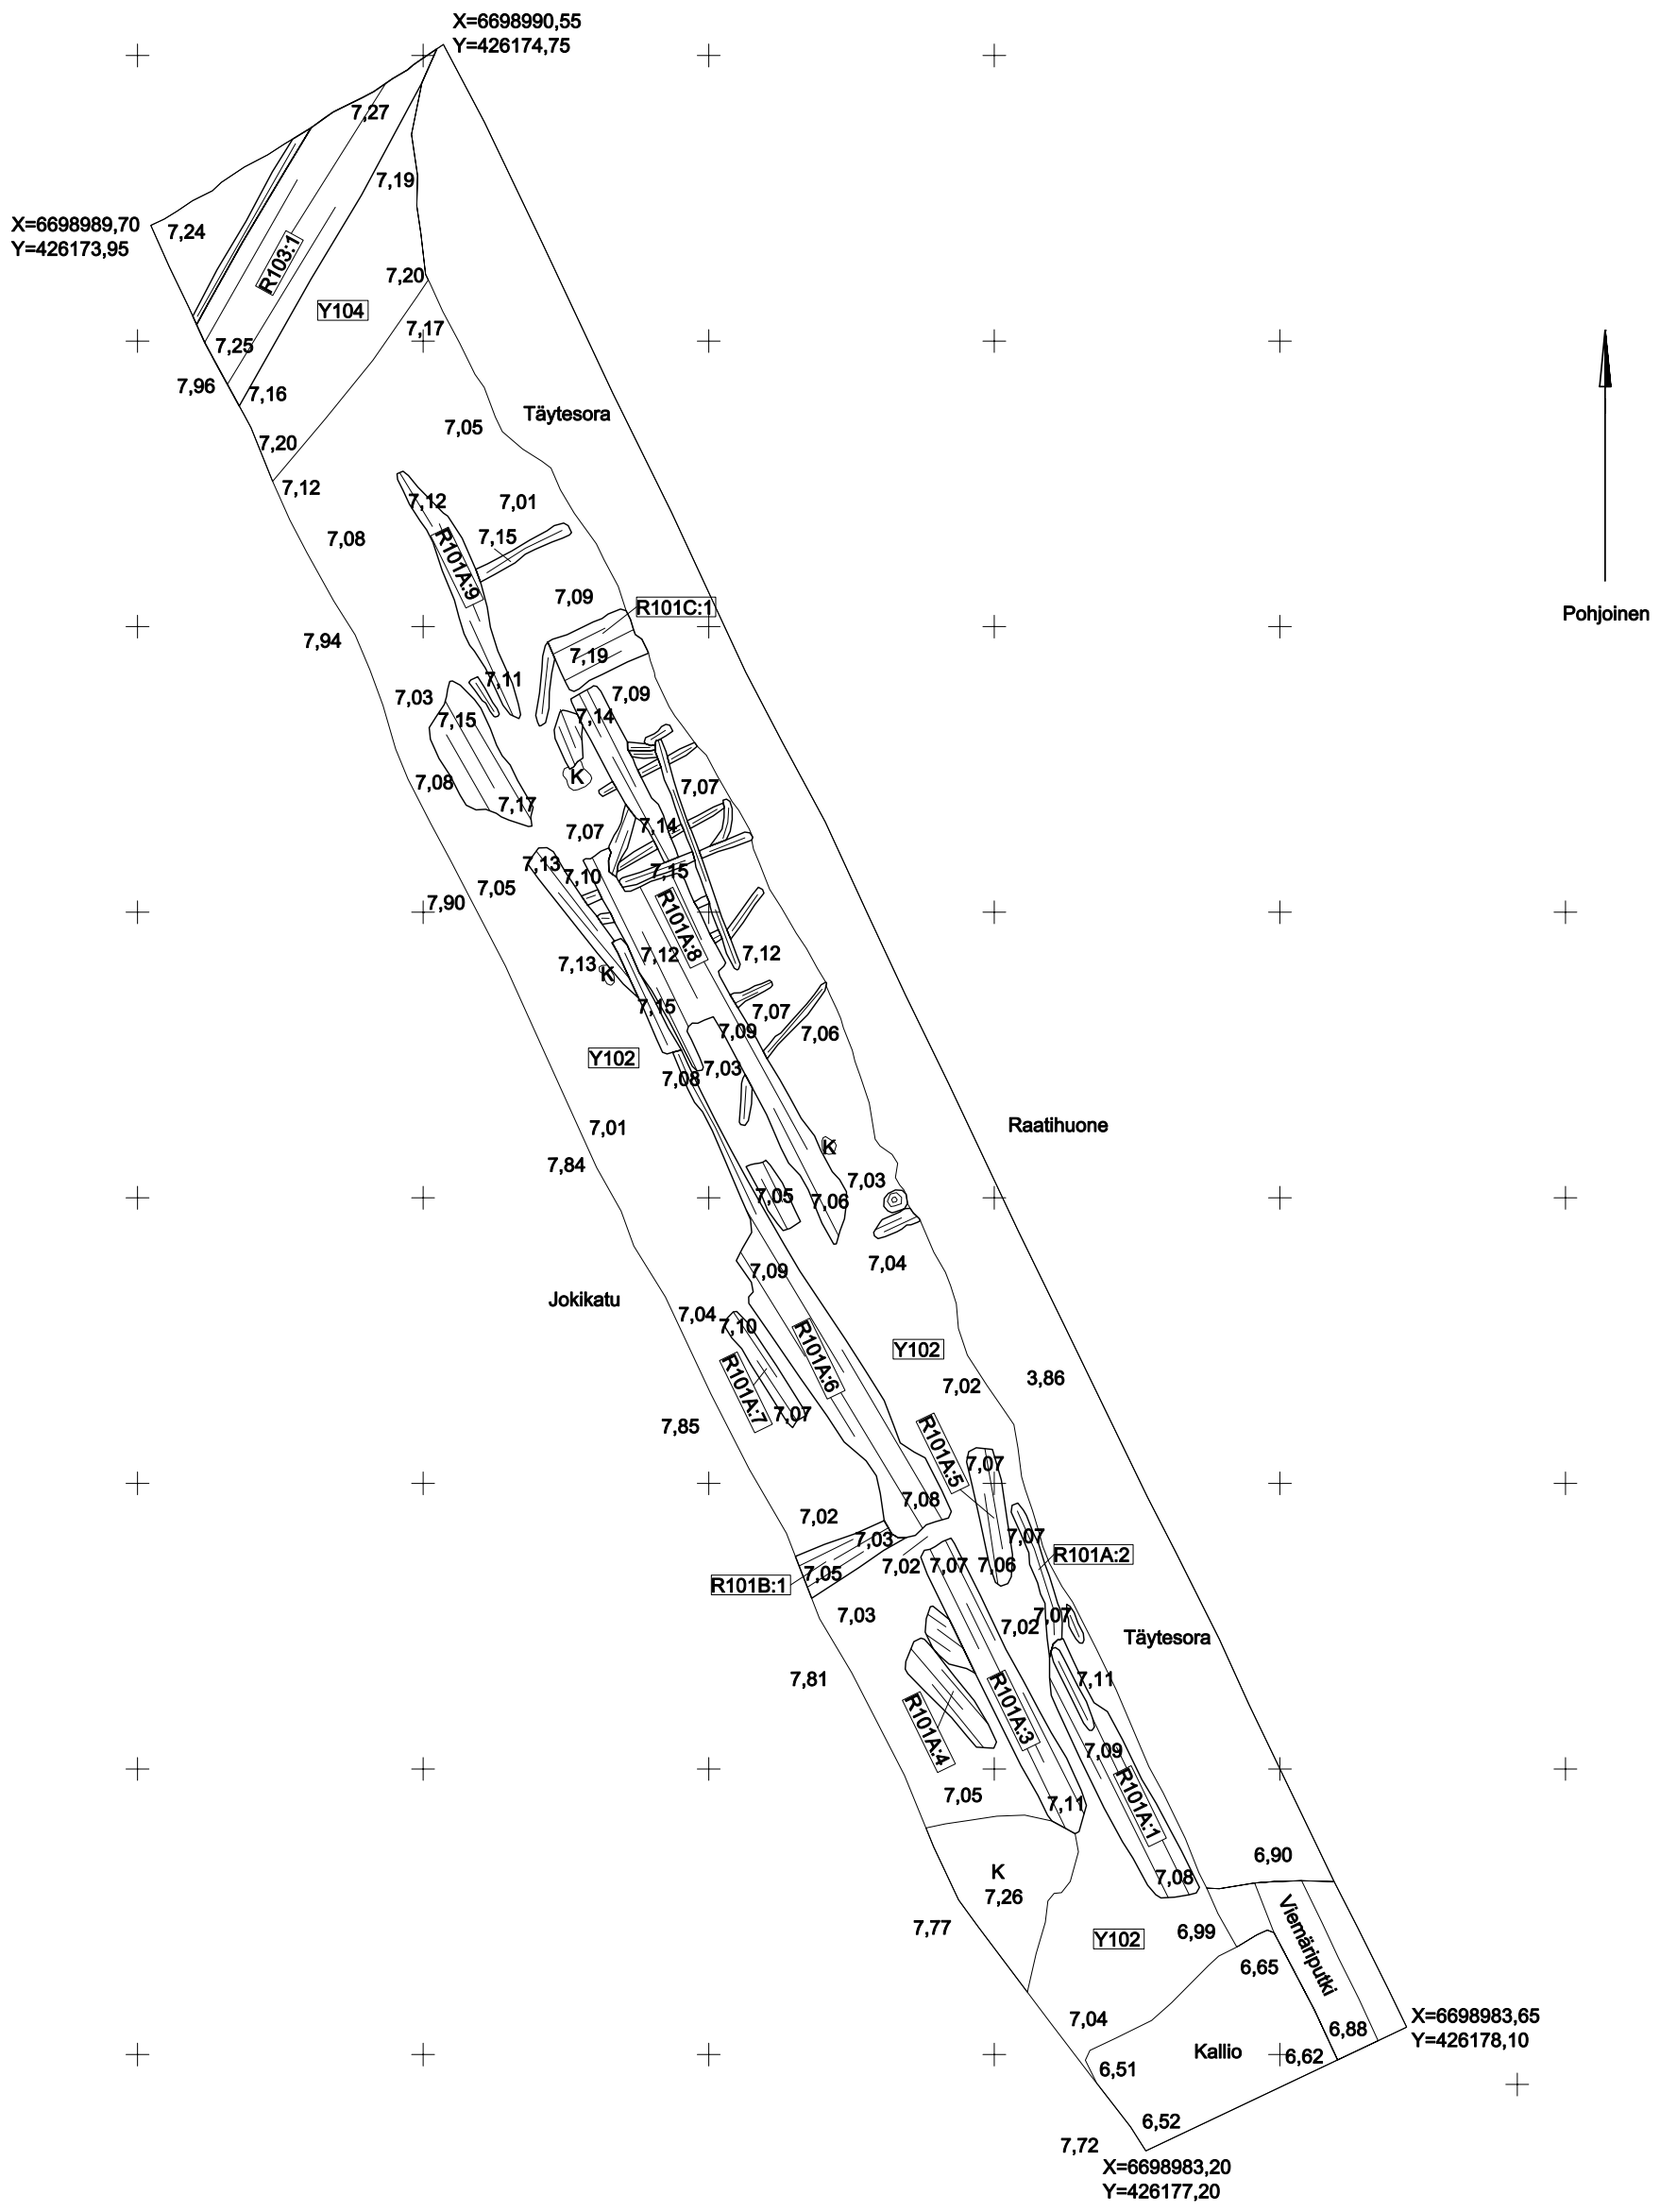 X=6698990,55
Y=426174,75
7,27
7,19
X=6698989,70
Y=426173,95
7,24
R103:1
7,20
Y104
7,17
7,25
7,96
7,16
Täytesora
7,05
7,20
7,12
7,12
7,01
7,08
7,15
R101A:9
7,09
R101C:1
Pohjoinen
7,94
7,19
7,11
7,03
7,09
7,15
7,14
K
7,08
7,07
7,17
7,07
7,14
7,13
7,15
7,10
7,05
7,90
R101A:8
7,12
7,12
7,13
K
7,15
7,07
7,09
7,06
Y102
7,03
7,08
7,01
Raatihuone
K
7,84
7,03
7,05
7,06
7,04
7,09
Jokikatu
7,04
7,10
R101A:6
Y102
7,02
3,86
R101A:7
7,07
7,85
R101A:5
7,07
7,08
7,02
7,03
7,07
R101A:2
7,02
7,07
7,06
7,05
R101B:1
7,03
7,02
7,07
Täytesora
7,81
7,11
R101A:3
R101A:4
7,09
7,05
7,11
R101A:1
6,90
K
7,26
7,08
7,77
Y102
6,99
Viemäriputki
6,65
X=6698983,65
Y=426178,10
7,04
6,88
Kallio
6,62
6,51
6,52
7,72
X=6698983,20
Y=426177,20